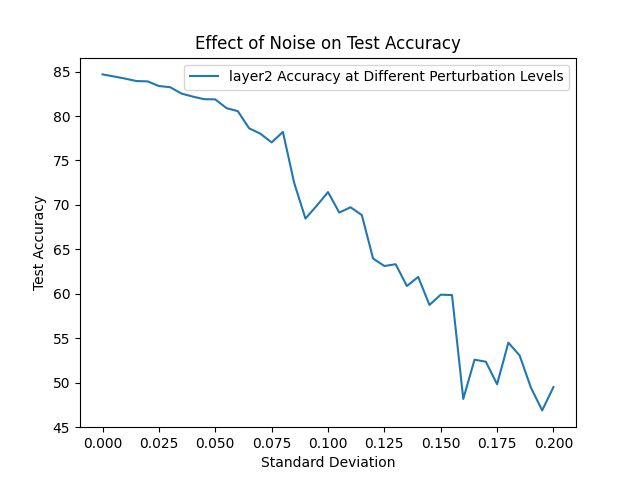 Effect of Noise on Test Accuracy
layer2 Accuracy at Different Perturbation Levels
85
80
75
70
65
60
55
50
45
Test Accuracy
0.000 0.025 0.050 0.075 0.100 0.125 0.150 0.175 0.200
Standard Deviation